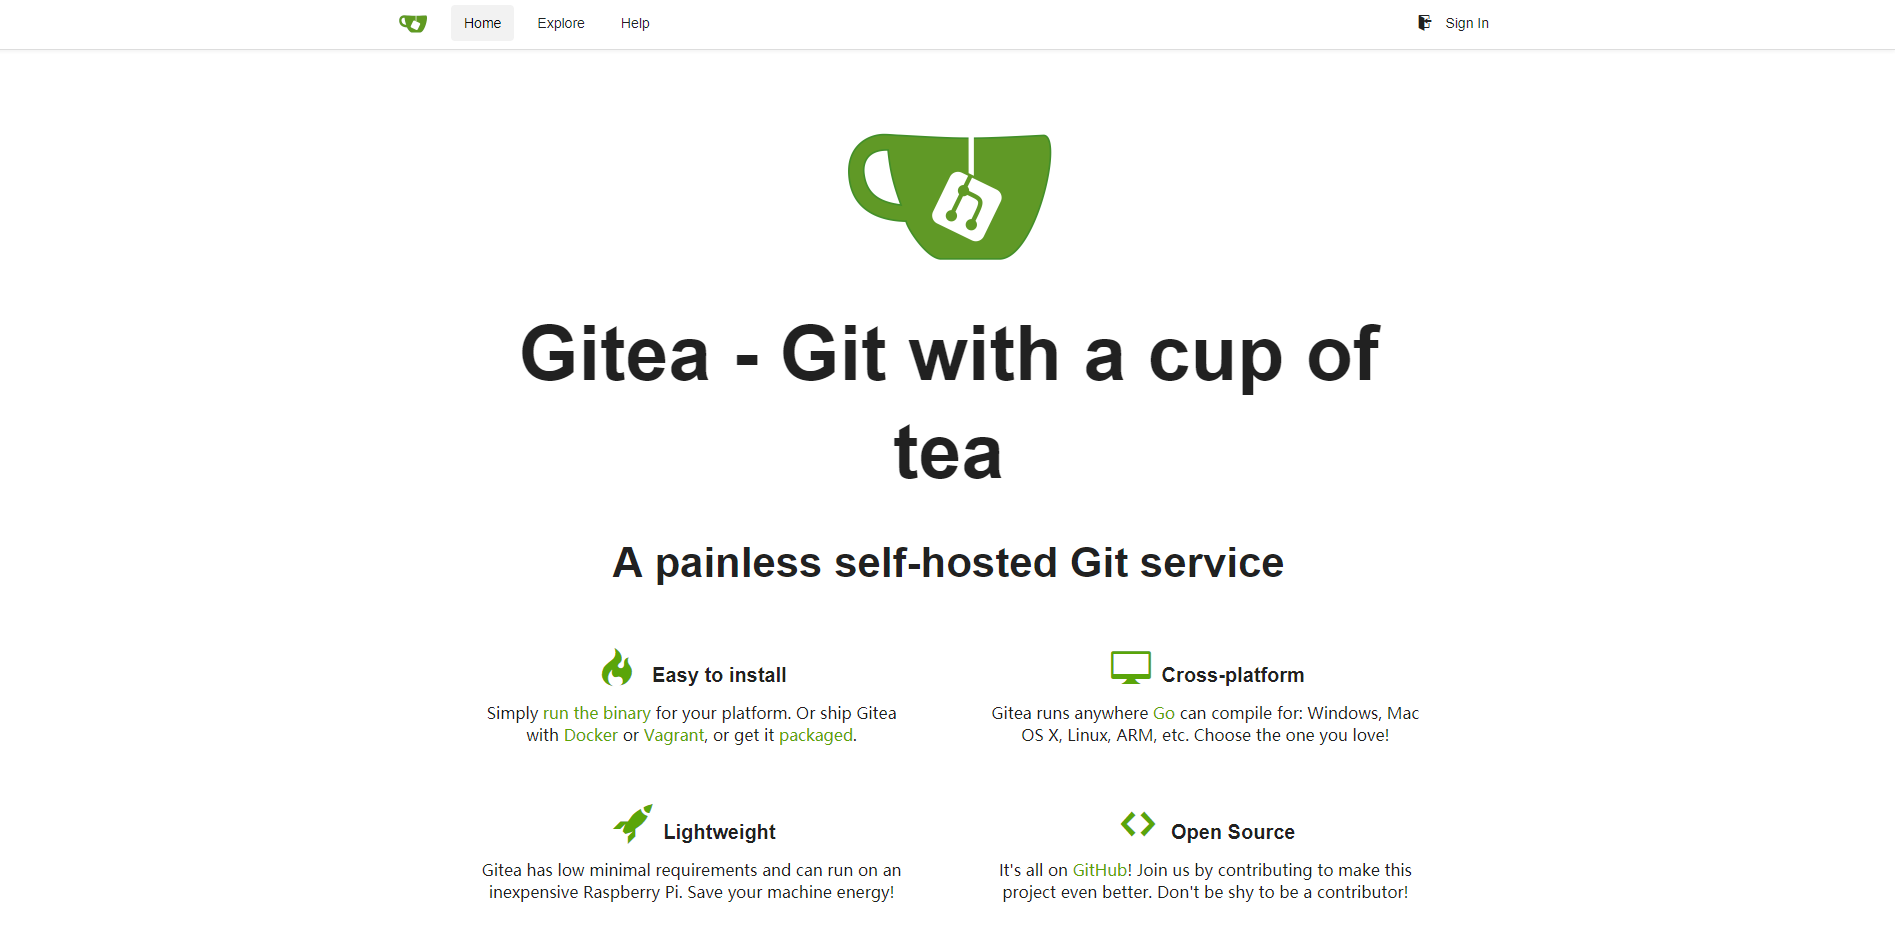 Home Explore Help Sign In
Gitea - Git with a cup of
tea
A painless self-hosted Git service
Easy to install
Simply run the binary for your platform. Or ship Gitea
with Docker or Vagrant, or get it packaged.
Cross-platform
Gitea runs anywhere Go can compile for: Windows, Mac
OS X, Linux, ARM, etc. Choose the one you love!
Lightweight
Gitea has low minimal requirements and can run on an
inexpensive Raspberry Pi. Save your machine energy!
Open Source
It's all on GitHub! Join us by contributing to make this
project even better. Don't be shy to be a contributor!